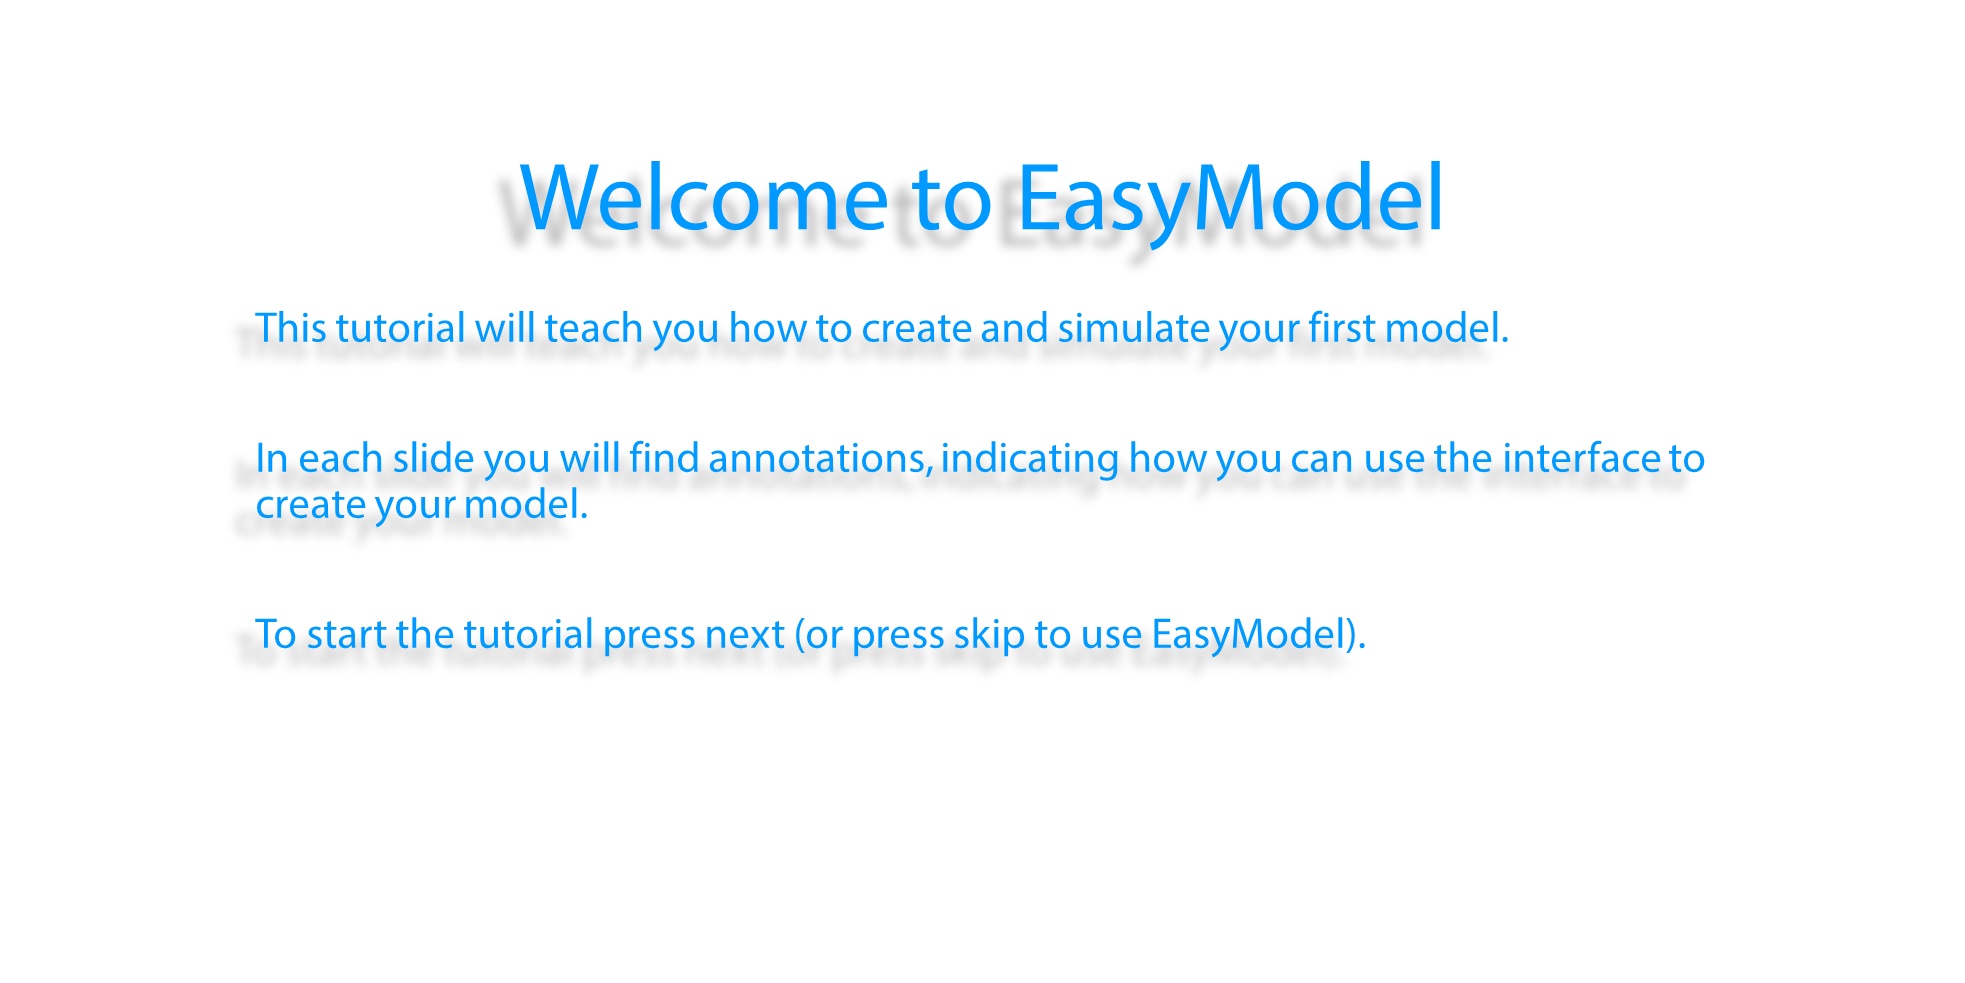 Welcome to EasyModel
This tutorial will teach you how to create and simulate your first model.
In each slide you will find annotations, indicating how you can use the interface to
create your model.
To start the tutorial press next (or press skip to use EasyModel).